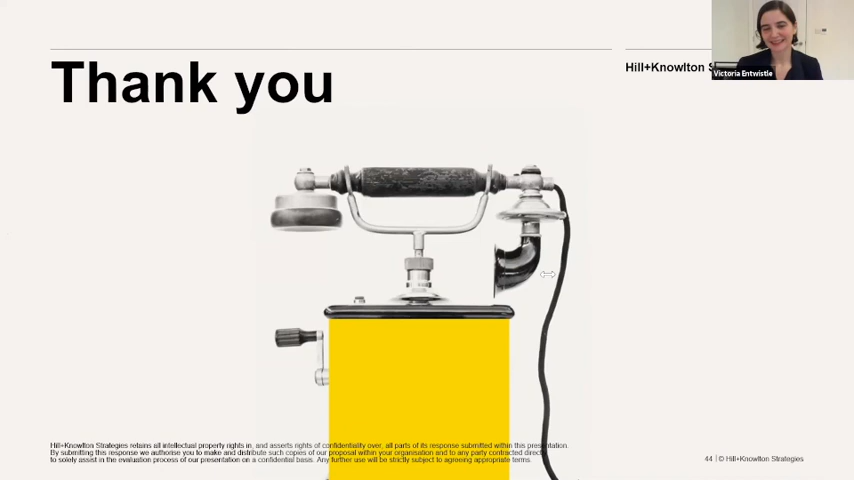 Thank you
Hill+Knowlton S
Victoria Entwistle
Hill+Knowlton Strategies retains all intellectual property rights in, and asserts rights of confidentiality over, all parts of its response submitted within this presentation.
By submitting this response we authorise you to make and distribute such copies of our proposal within your organisation and to any party contracted directly
to solely assist in the evaluation process of our presentation on a confidential basis. Any further use will be strictly subject to agreeing appropriate terms.
44 | © Hill+Knowlton Strategies